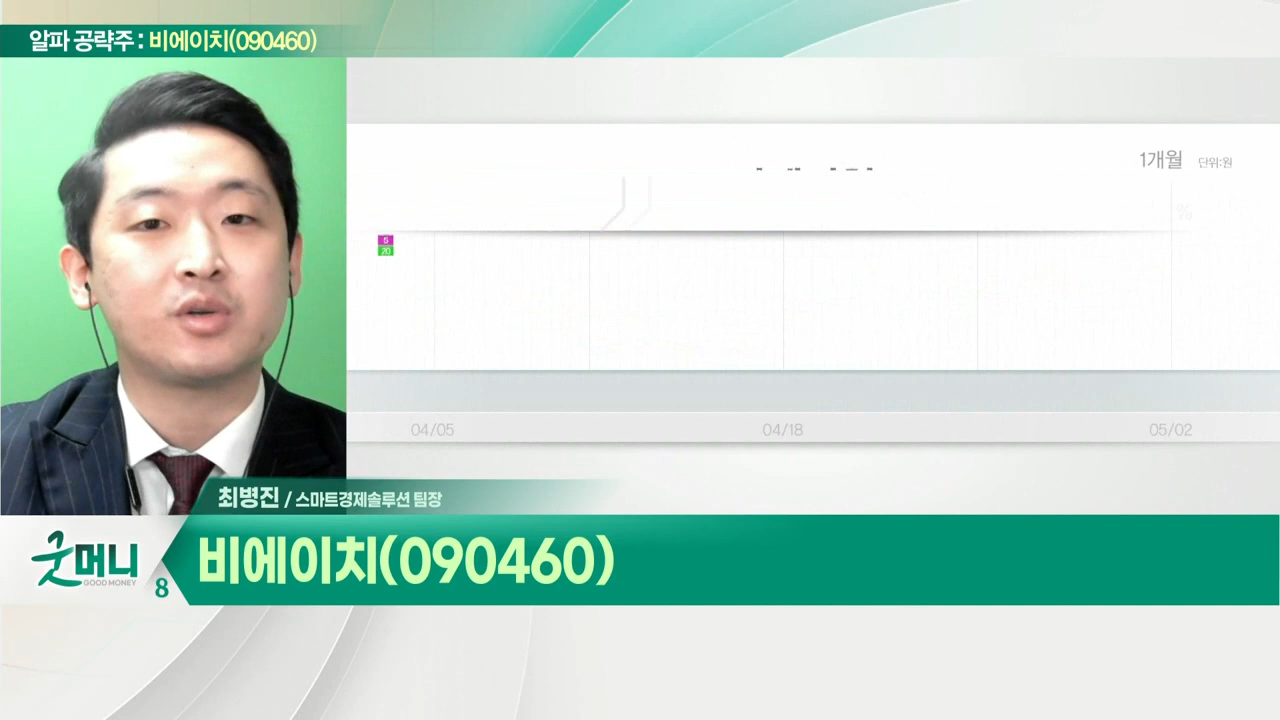 알파 공략주 : 비에이치(090460)
1개월 단위:원
%
5
20
04/05 04/18 05/02
최병진 / 스마트경제솔루션 팀장
굿머니
GOOD MONEY
8
비에이치(090460)